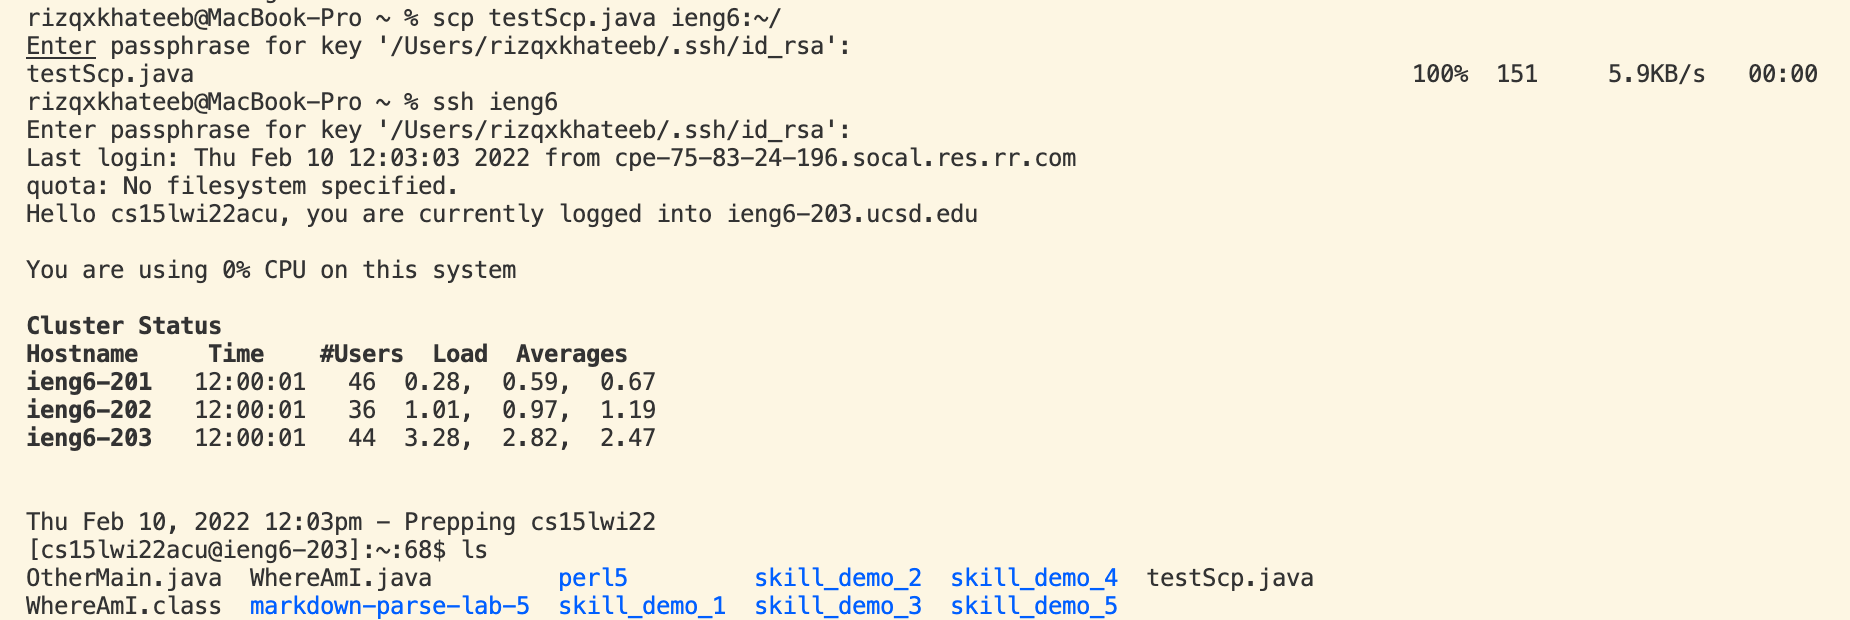 rizqxkhateeb@MacBook-Pro ~ % scp testScp.java ieng6:~/
Enter passphrase for key '/Users/rizqxkhateeb/.ssh/id_rsa':
testScp.java 100% 151 5.9KB/s 00:00
rizqxkhateeb@MacBook-Pro ~ % ssh ieng6
Enter passphrase for key '/Users/rizqxkhateeb/.ssh/id_rsa':
Last login: Thu Feb 10 12:03:03 2022 from cpe-75-83-24-196.socal.res.rr.com
quota: No filesystem specified.
Hello cs15lwi22acu, you are currently logged into ieng6-203.ucsd.edu
You are using 0% CPU on this system
Cluster Status
Hostname Time #Users Load Averages
ieng6-201 12:00:01 46 0.28, 0.59, 0.67
ieng6-202 12:00:01 36 1.01, 0.97, 1.19
ieng6-203 12:00:01 44 3.28, 2.82, 2.47
Thu Feb 10, 2022 12:03pm - Prepping cs15lwi22
[cs15lwi22acu@ieng6-203]:~:68$ ls
OtherMain.java WhereAmI.java perl5 skill_demo_2 skill_demo_4 testScp.java
WhereAmI.class markdown-parse-lab-5 skill_demo_1 skill_demo_3 skill_demo_5